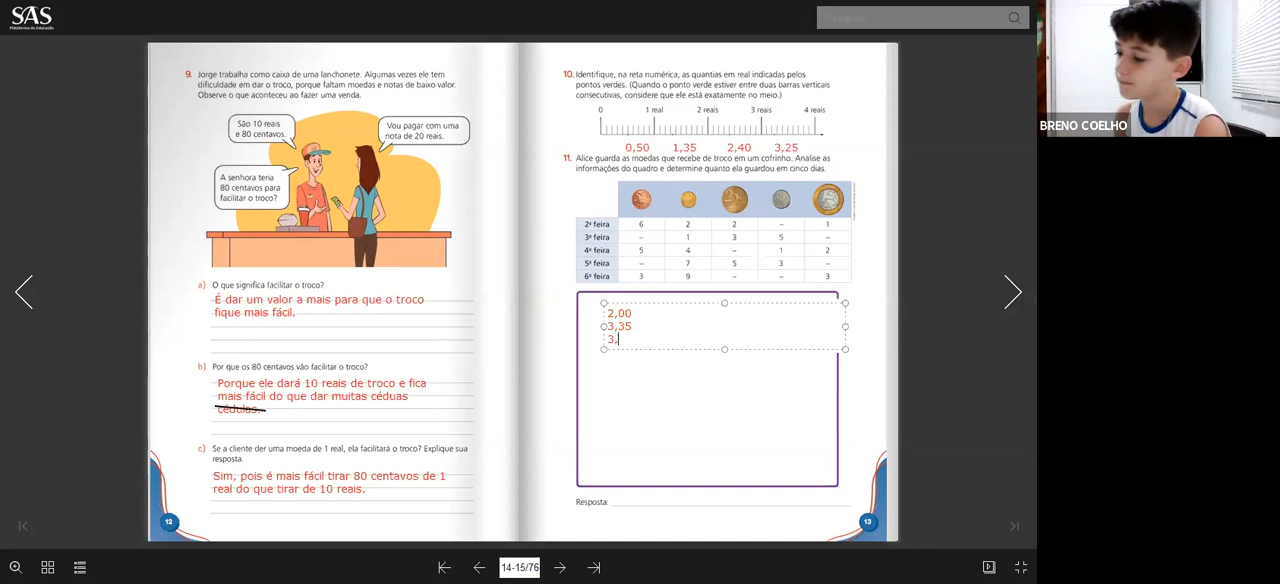 SAS
Plataforma de Educação
BRENO COELHO
9. Jorge trabalha como caixa de uma lanchonete. Algumas vezes ele tem
dificuldade em dar o troco, porque faltam moedas e notas de baixo valor.
Observe o que aconteceu ao fazer uma venda.
São 10 reais
e 80 centavos.
Vou pagar com uma
nota de 20 reais.
A senhora teria
80 centavos para
facilitar o troco?
a) O que significa facilitar o troco?
É dar um valor a mais para que o troco
fique mais fácil.
b) Por que os 80 centavos vão facilitar o troco?
Porque ele dará 10 reais de troco e fica
mais fácil do que dar muitas céduas
cédulas.
c) Se a cliente der uma moeda de 1 real, ela facilitará o troco? Explique sua
resposta.
Sim, pois é mais fácil tirar 80 centavos de 1
real do que tirar de 10 reais.
12
10. Identifique, na reta numérica, as quantias em real indicadas pelos
pontos verdes. (Quando o ponto verde estiver entre duas barras verticais
consecutivas, considere que ele está exatamente no meio.)
0 1 real 2 reais 3 reais 4 reais
0,50 1,35 2,40 3,25
11. Alice guarda as moedas que recebe de troco em um cofrinho. Analise as
informações do quadro e determine quanto ela guardou em cinco dias.
2ª feira 6 2 2 – 1
3ª feira – 1 3 5 –
4ª feira 5 4 – 1 2
5ª feira – 7 5 3 –
6ª feira 3 9 – – 3
2,00
3,35
3,
Resposta:
13
14-15/76